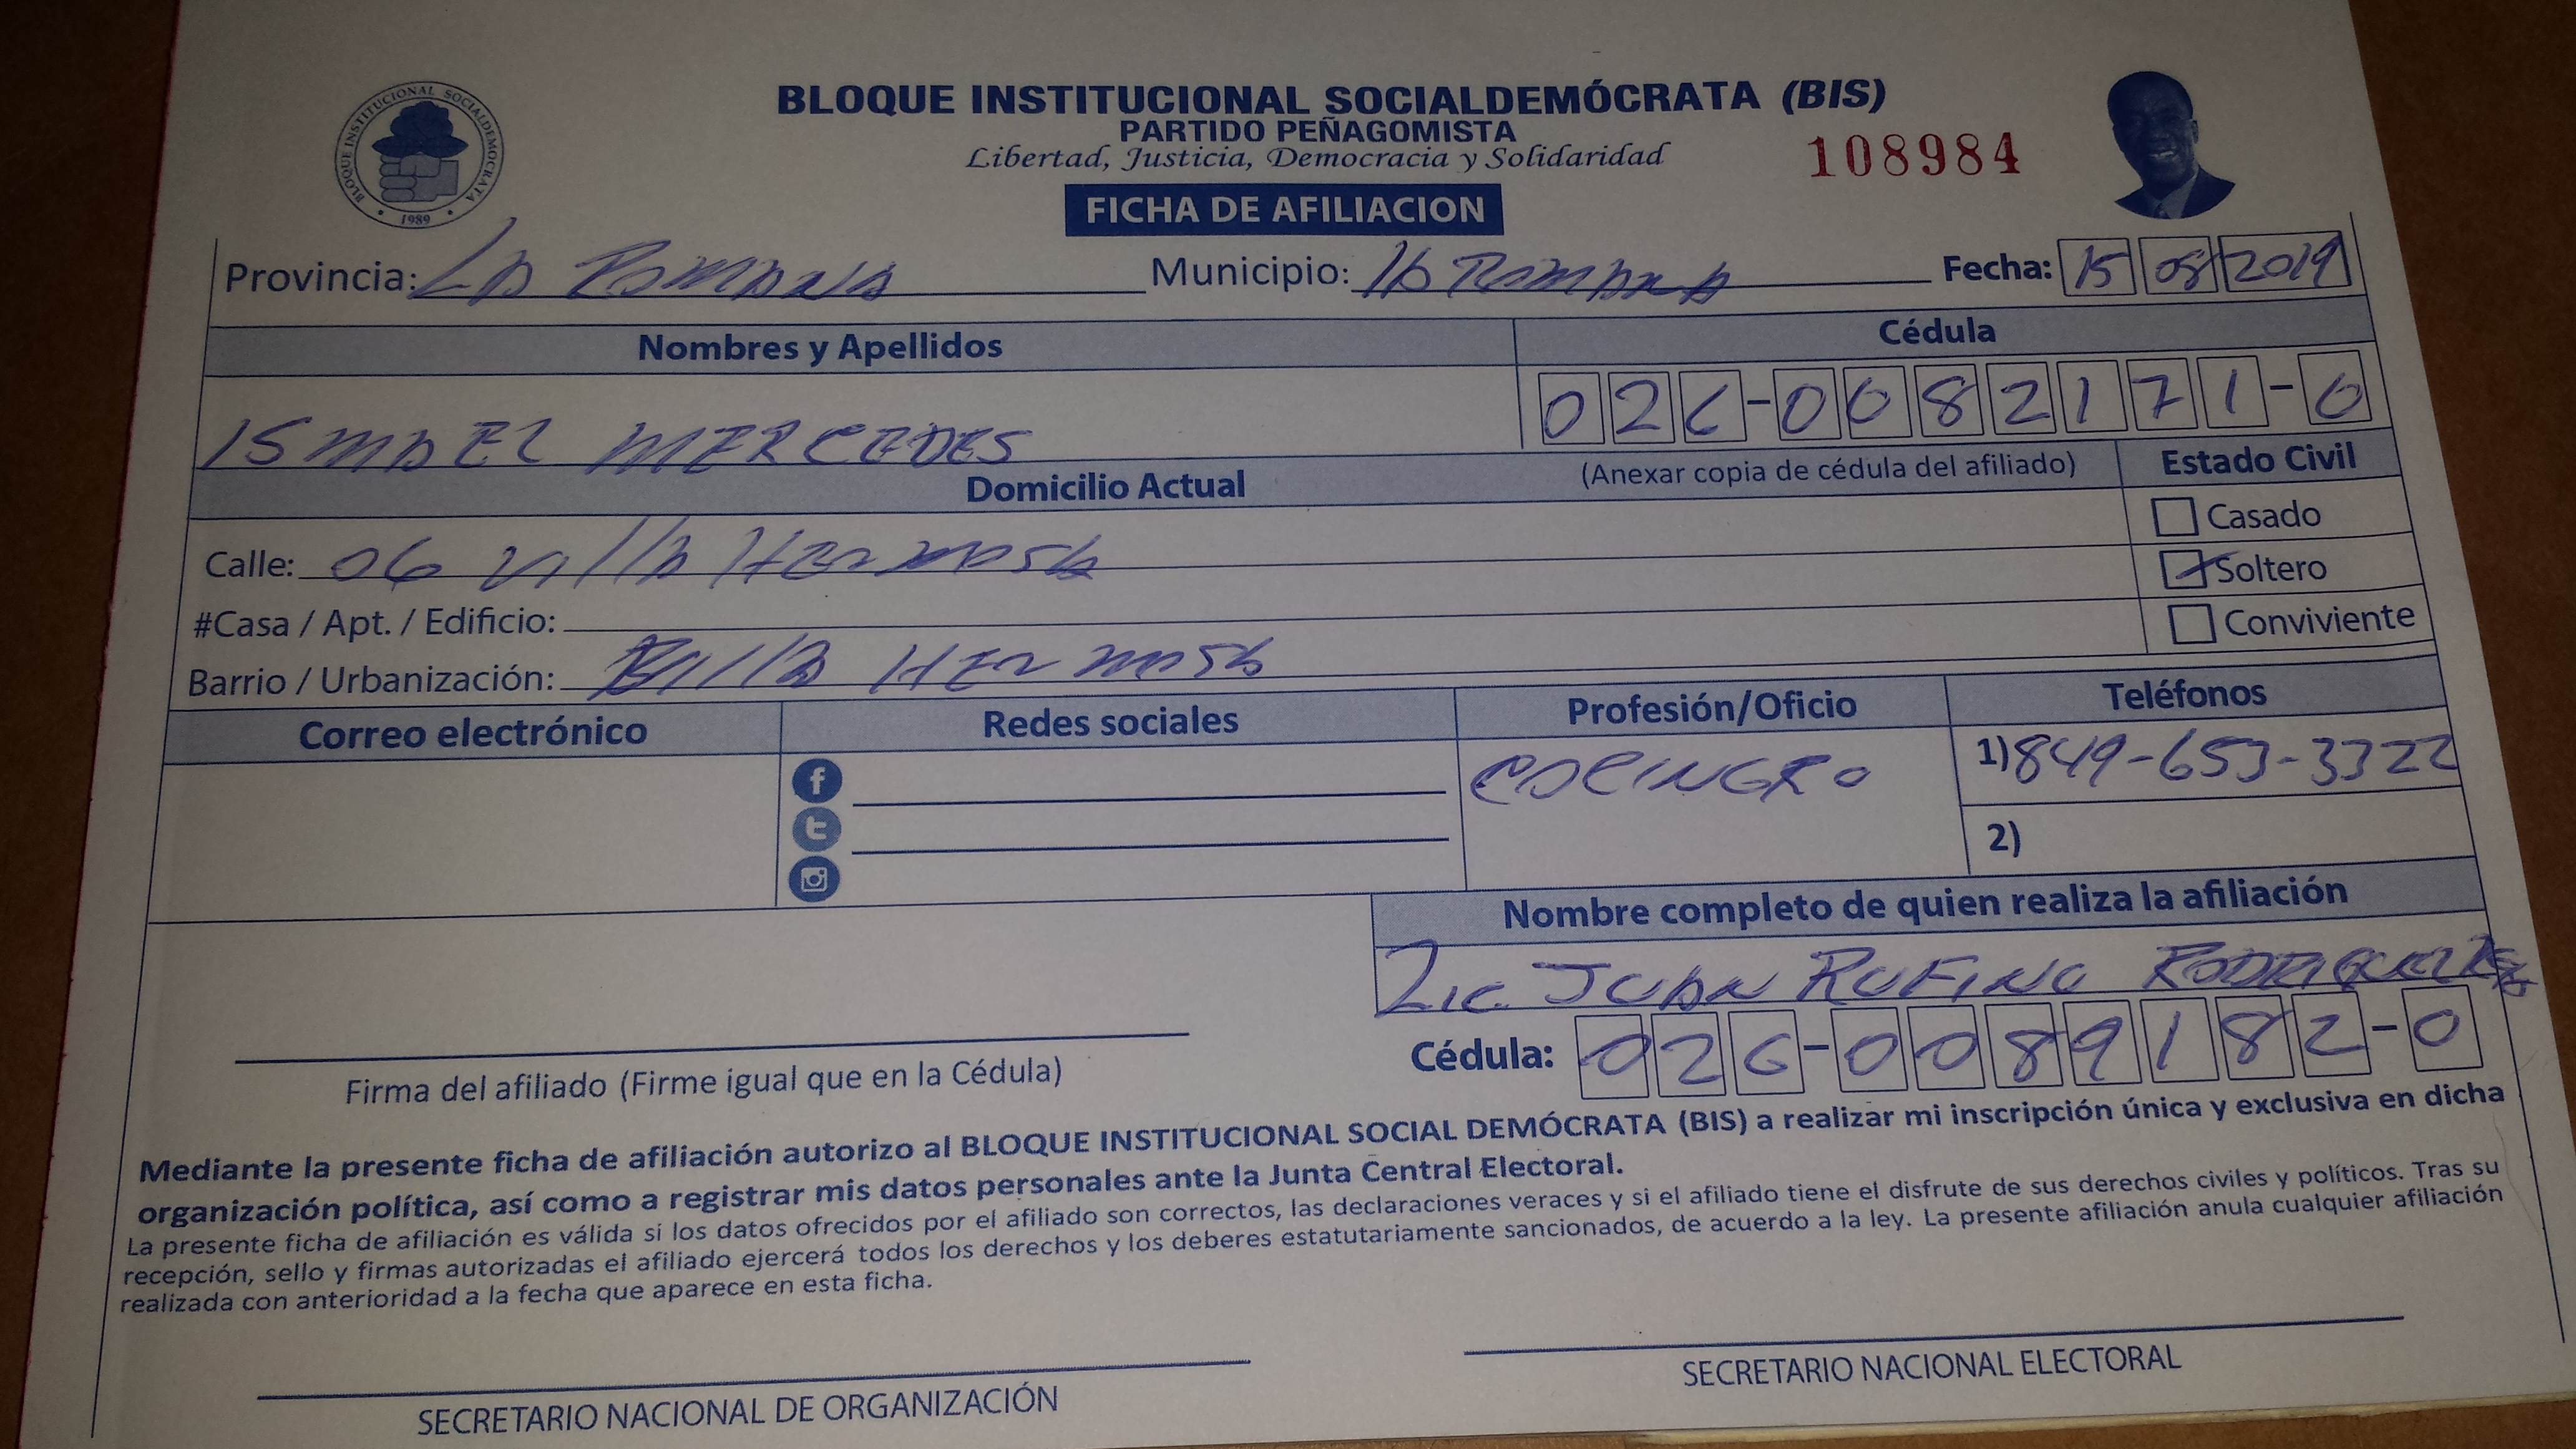 BLOQUE INSTITUCIONAL SOCIALDEMÓCRATA (BIS)
PARTIDO PEÑAGOMISTA
Libertad, Justicia, Democracia y Solidaridad
108984
BLOQUE INSTITUCIONAL SOCIALDEMOCRATA
1989
FICHA DE AFILIACION
Provincia: LA ROMANA Municipio: la Romana Fecha: 15 08 2019
Nombres y Apellidos Cédula
ISMAEL MERCEDES 026-0082171-0
Domicilio Actual (Anexar copia de cédula del afiliado) Estado Civil
Casado
Calle: 06 Villa Hermosa Soltero
#Casa / Apt. / Edificio: Conviviente
Barrio / Urbanización: Billa Hermosa
Correo electrónico Redes sociales Profesión/Oficio Teléfonos
COCINERO 1) 849-653-3322
2)
Nombre completo de quien realiza la afiliación
Lic. JUAN RUFINO
Cédula: 026-0089182-0
Firma del afiliado (Firme igual que en la Cédula)
Mediante la presente ficha de afiliación autorizo al BLOQUE INSTITUCIONAL SOCIAL DEMÓCRATA (BIS) a realizar mi inscripción única y exclusiva en dicha
organización política, así como a registrar mis datos personales ante la Junta Central Electoral.
La presente ficha de afiliación es válida si los datos ofrecidos por el afiliado son correctos, las declaraciones veraces y si el afiliado tiene el disfrute de sus derechos civiles y políticos. Tras su
recepción, sello y firmas autorizadas el afiliado ejercerá todos los derechos y los deberes estatutariamente sancionados, de acuerdo a la ley. La presente afiliación anula cualquier afiliación
realizada con anterioridad a la fecha que aparece en esta ficha.
SECRETARIO NACIONAL DE ORGANIZACIÓN SECRETARIO NACIONAL ELECTORAL